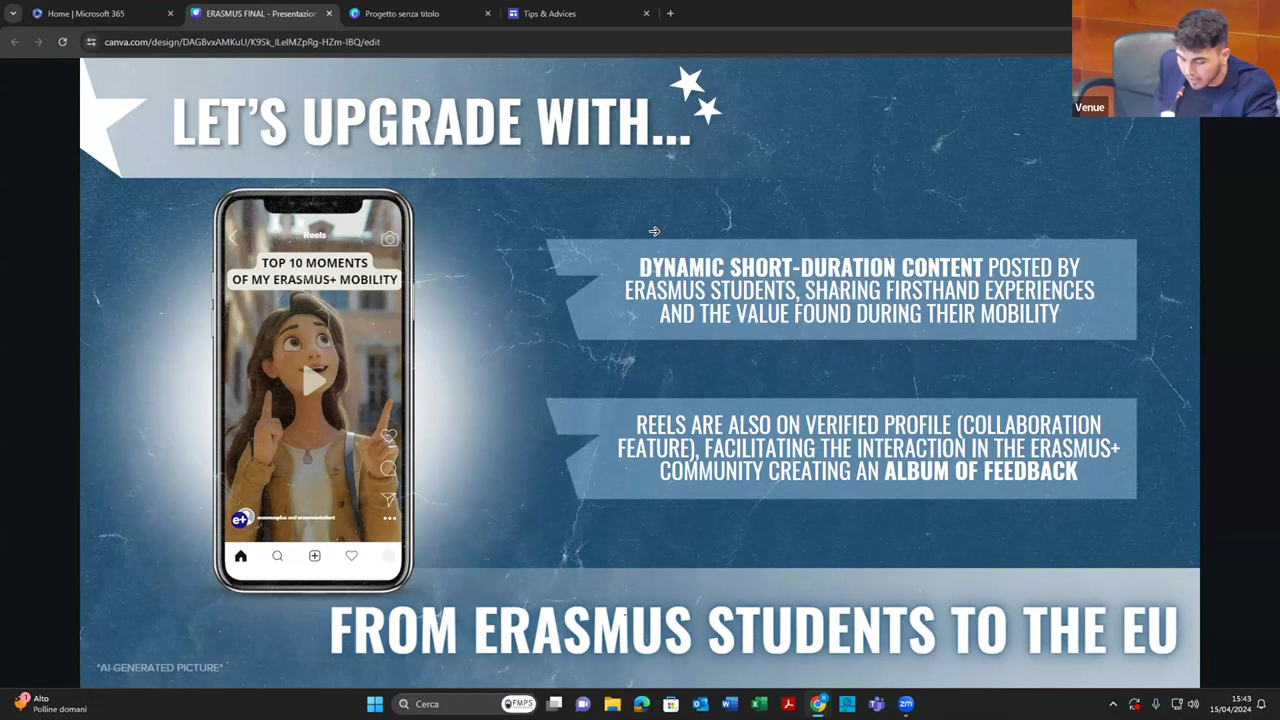 Home | Microsoft 365
ERASMUS FINAL - Presentazion
Progetto senza titolo
Tips & Advices
canva.com/design/DAGBvxAMKuU/K9Sk_lLelMZpRg-HZm-IBQ/edit
Venue
LET'S UPGRADE WITH...
Reels
TOP 10 MOMENTS
OF MY ERASMUS+ MOBILITY
e+
DYNAMIC SHORT-DURATION CONTENT POSTED BY
ERASMUS STUDENTS, SHARING FIRSTHAND EXPERIENCES
AND THE VALUE FOUND DURING THEIR MOBILITY
REELS ARE ALSO ON VERIFIED PROFILE (COLLABORATION
FEATURE), FACILITATING THE INTERACTION IN THE ERASMUS+
COMMUNITY CREATING AN ALBUM OF FEEDBACK
FROM ERASMUS STUDENTS TO THE EU
*AI-GENERATED PICTURE*
Alto
Polline domani
Cerca
FMPS
zm
15:43
15/04/2024